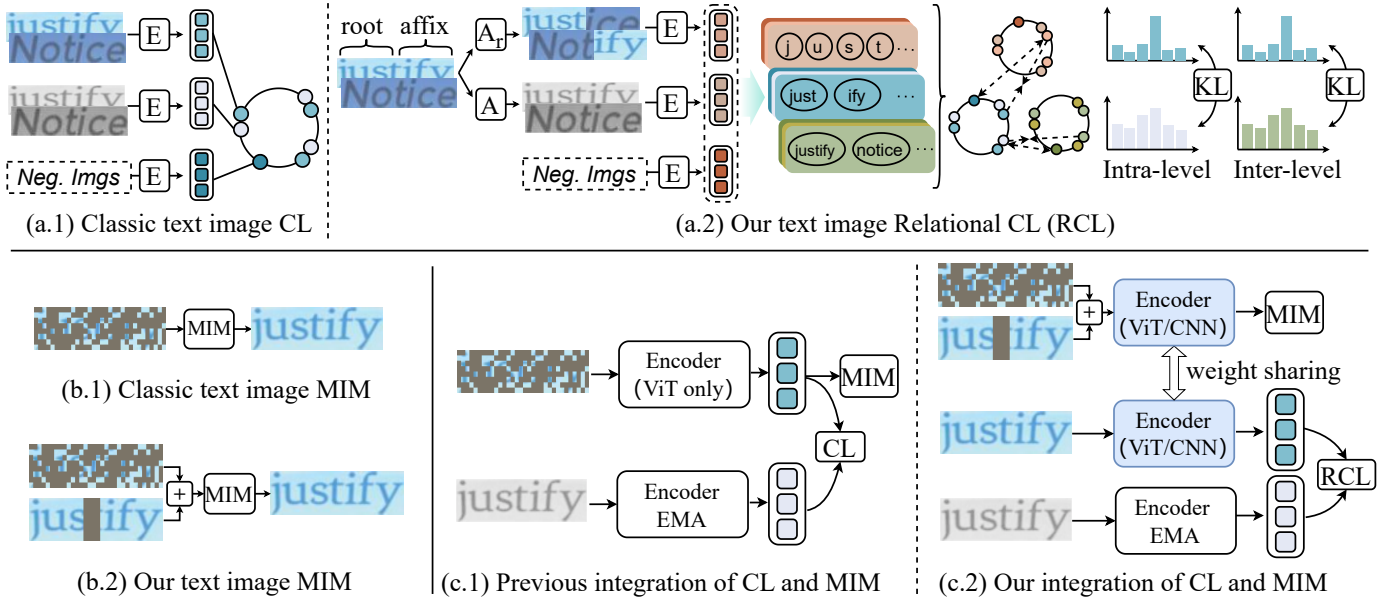 justify
Notice
E
justify
Notice
E
Neg. Imgs
E
(a.1) Classic text image CL
root affix
justify
Notice
A_r
A
justice
Notify
E
justify
Notice
E
Neg. Imgs
E
j u s t ...
just ify ...
justify notice ...
KL
KL
Intra-level
Inter-level
(a.2) Our text image Relational CL (RCL)
MIM
justify
(b.1) Classic text image MIM
jus ify
+
MIM
justify
(b.2) Our text image MIM
Encoder
(ViT only)
MIM
CL
justify
Encoder
EMA
(c.1) Previous integration of CL and MIM
jus ify
+
Encoder
(ViT/CNN)
MIM
weight sharing
justify
Encoder
(ViT/CNN)
RCL
justify
Encoder
EMA
(c.2) Our integration of CL and MIM